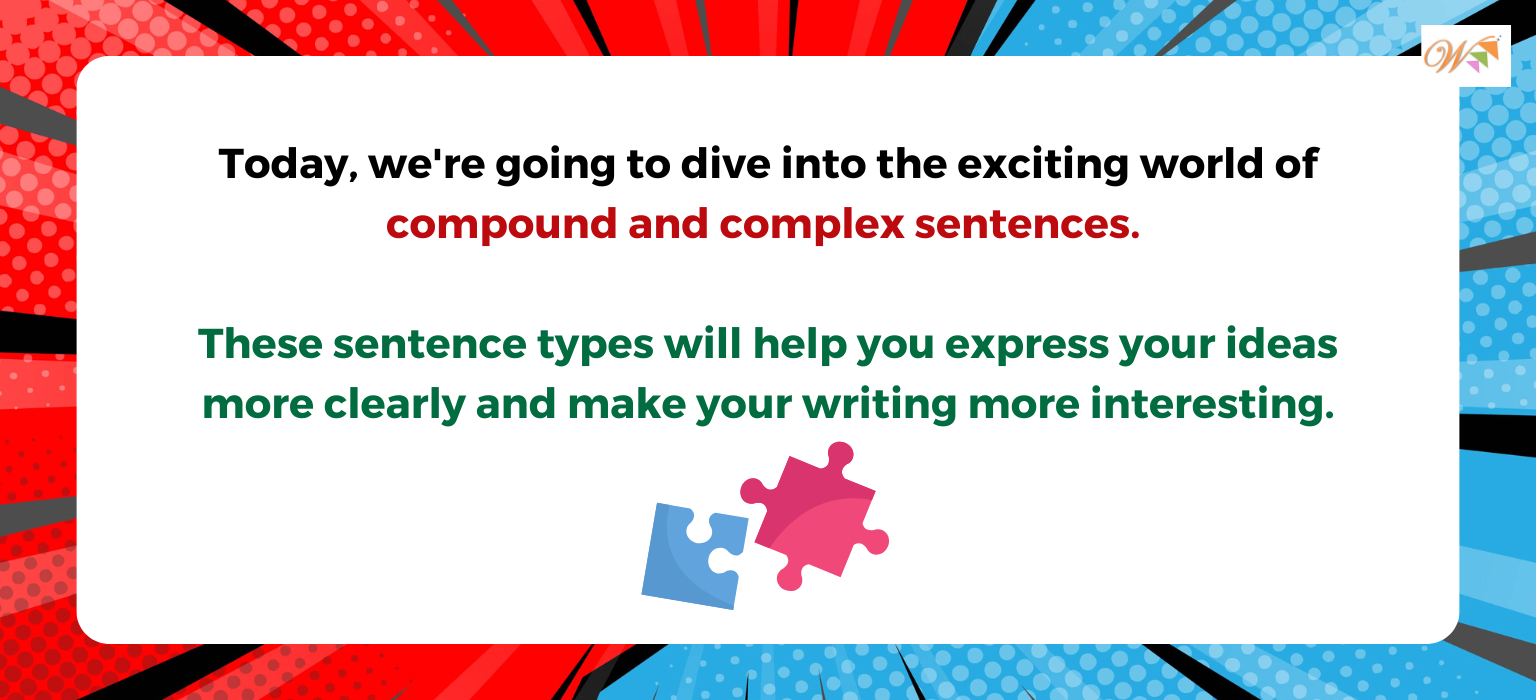 Today, we're going to dive into the exciting world of
compound and complex sentences.
These sentence types will help you express your ideas
more clearly and make your writing more interesting.
W